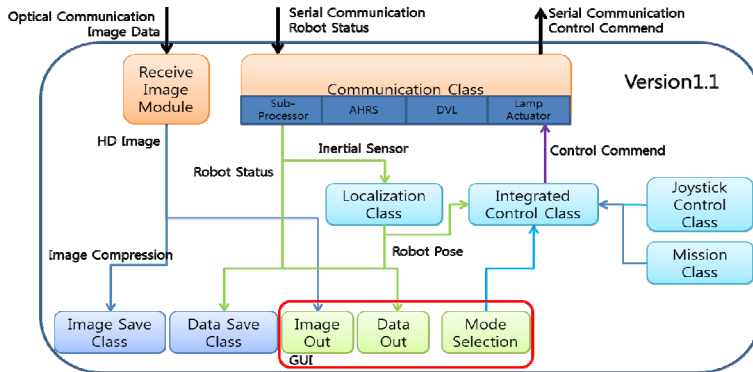 Optical Communication
Image Data
Serial Communication
Robot Status
Serial Communication
Control Commend
Receive
Image
Module
Communication Class
Sub-
Processor
AHRS
DVL
Lamp
Actuator
Version1.1
HD Image
Robot Status
Inertial Sensor
Control Commend
Localization
Class
Integrated
Control Class
Joystick
Control
Class
Mission
Class
Robot Pose
Image Compression
Image Save
Class
Data Save
Class
Image
Out
Data
Out
Mode
Selection
GUI